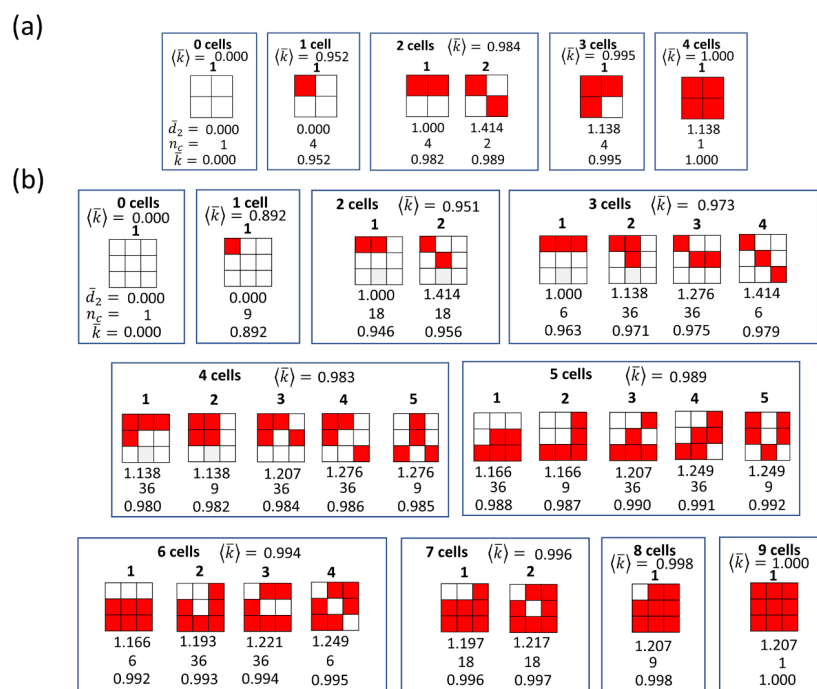 (a)
0 cells
⟨k̄⟩ = 0.000
1
d̄₂ = 0.000
n_c = 1
k̄ = 0.000
1 cell
⟨k̄⟩ = 0.952
1
0.000
4
0.952
2 cells ⟨k̄⟩ = 0.984
1 2
1.000 1.414
4 2
0.982 0.989
3 cells
⟨k̄⟩ = 0.995
1
1.138
4
0.995
4 cells
⟨k̄⟩ = 1.000
1
1.138
1
1.000
(b)
0 cells
⟨k̄⟩ = 0.000
1
d̄₂ = 0.000
n_c = 1
k̄ = 0.000
1 cell
⟨k̄⟩ = 0.892
1
0.000
9
0.892
2 cells ⟨k̄⟩ = 0.951
1 2
1.000 1.414
18 18
0.946 0.956
3 cells ⟨k̄⟩ = 0.973
1 2 3 4
1.000 1.138 1.276 1.414
6 36 36 6
0.963 0.971 0.975 0.979
4 cells ⟨k̄⟩ = 0.983
1 2 3 4 5
1.138 1.138 1.207 1.276 1.276
36 9 36 36 9
0.980 0.982 0.984 0.986 0.985
5 cells ⟨k̄⟩ = 0.989
1 2 3 4 5
1.166 1.166 1.207 1.249 1.249
36 9 36 36 9
0.988 0.987 0.990 0.991 0.992
6 cells ⟨k̄⟩ = 0.994
1 2 3 4
1.166 1.193 1.221 1.249
6 36 36 6
0.992 0.993 0.994 0.995
7 cells ⟨k̄⟩ = 0.996
1 2
1.197 1.217
18 18
0.996 0.997
8 cells
⟨k̄⟩ = 0.998
1
1.207
9
0.998
9 cells
⟨k̄⟩ = 1.000
1
1.207
1
1.000